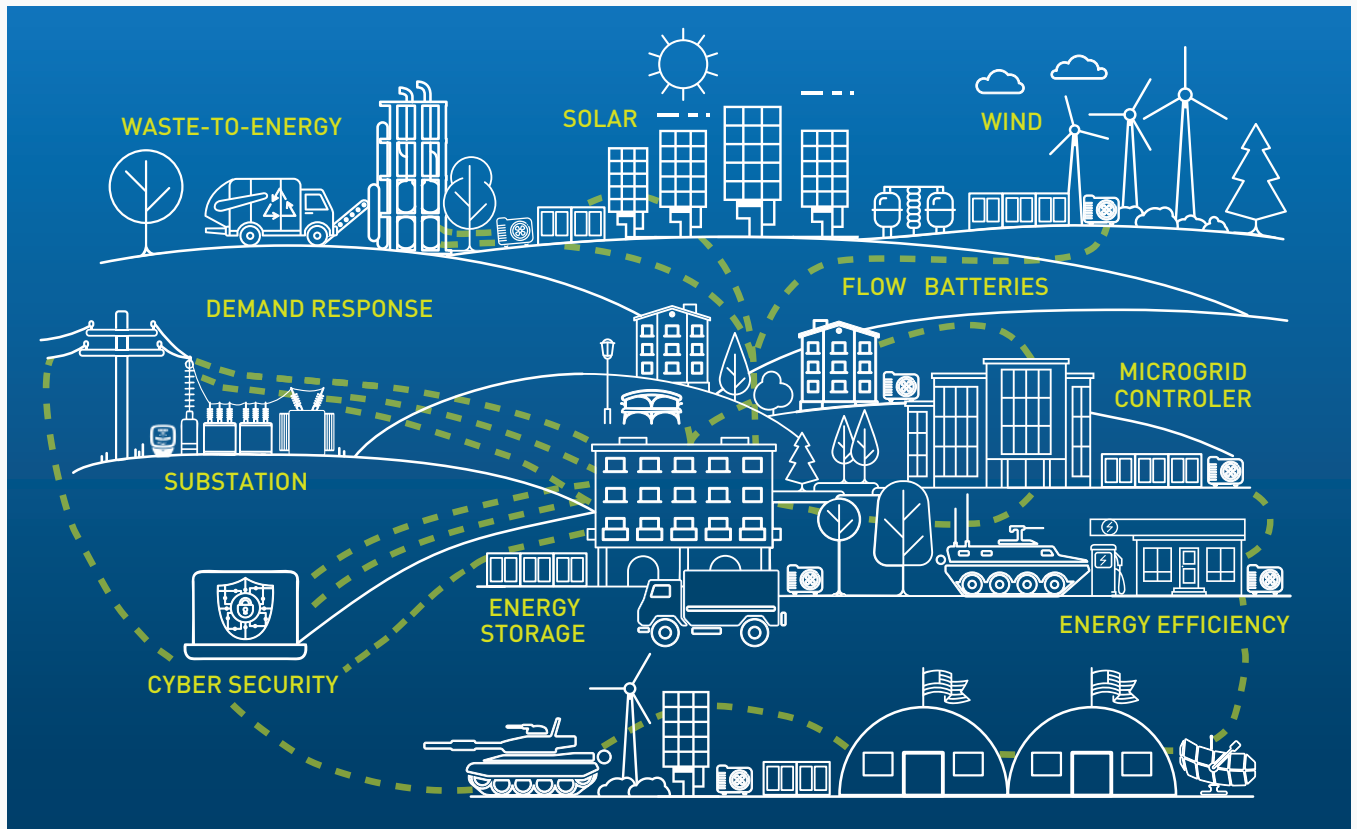 WASTE-TO-ENERGY
SOLAR
WIND
DEMAND RESPONSE
FLOW BATTERIES
MICROGRID
CONTROLER
SUBSTATION
ENERGY
STORAGE
ENERGY EFFICIENCY
CYBER SECURITY